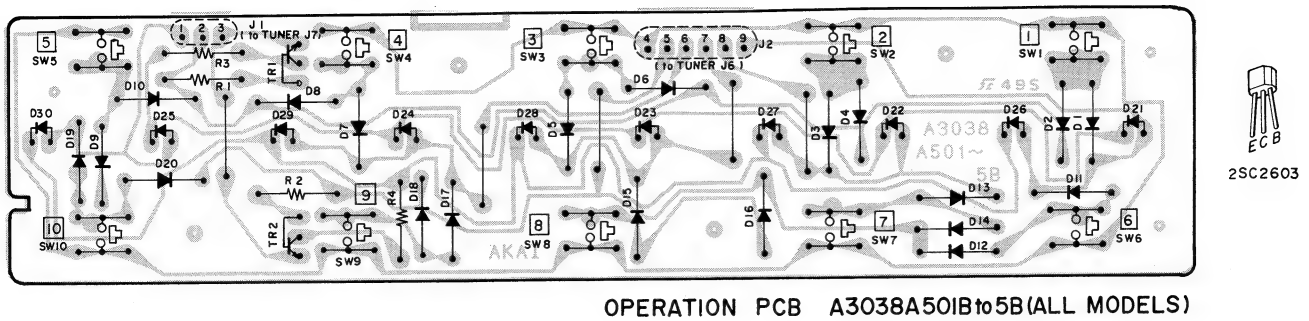 J1
1 2 3
(to TUNER J7)
5
SW5
R3
R1
TR1
4
SW4
3
SW3
4 5 6 7 8 9
J2
(to TUNER J6)
2
SW2
1
SW1
D10
D8
D6
49S
D30
D19
D9
D25
D29
D7
D24
D28
D5
D23
D27
D3
D4
D22
D26
D2
D1
D21
A3038
A501~
5B
D20
R2
9
R4
D18
D17
D15
D16
D13
D11
10
SW10
TR2
SW9
8
SW8
7
SW7
D14
D12
6
SW6
AKAI
E C B
2SC2603
OPERATION PCB A3038A501B to 5B (ALL MODELS)